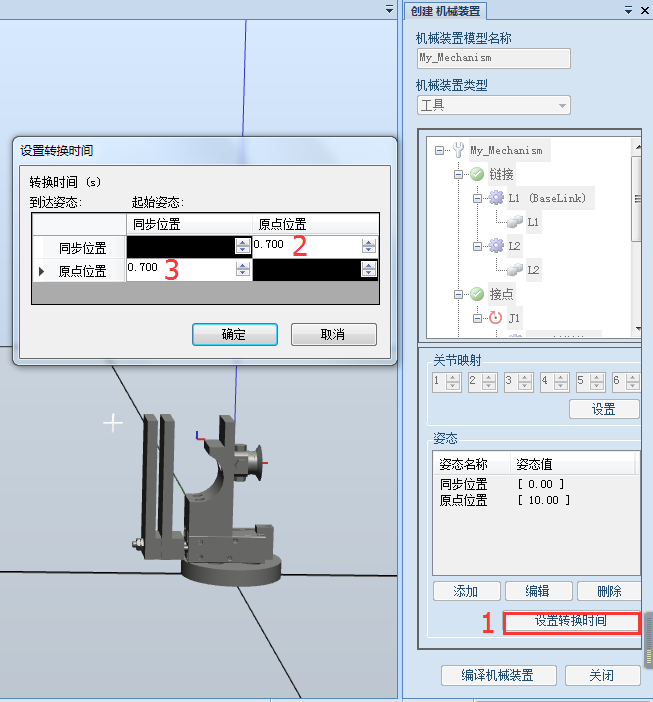 创建 机械装置
机械装置模型名称
My_Mechanism
机械装置类型
工具
My_Mechanism
链接
L1 (BaseLink)
L1
L2
L2
接点
J1
设置转换时间
转换时间 (s)
到达姿态:
起始姿态:
同步位置
原点位置
同步位置
0.700
2
原点位置
0.700
3
确定
取消
关节映射
1
2
3
4
5
6
设置
姿态
姿态名称
姿态值
同步位置
[ 0.00 ]
原点位置
[ 10.00 ]
添加
编辑
删除
1
设置转换时间
编译机械装置
关闭